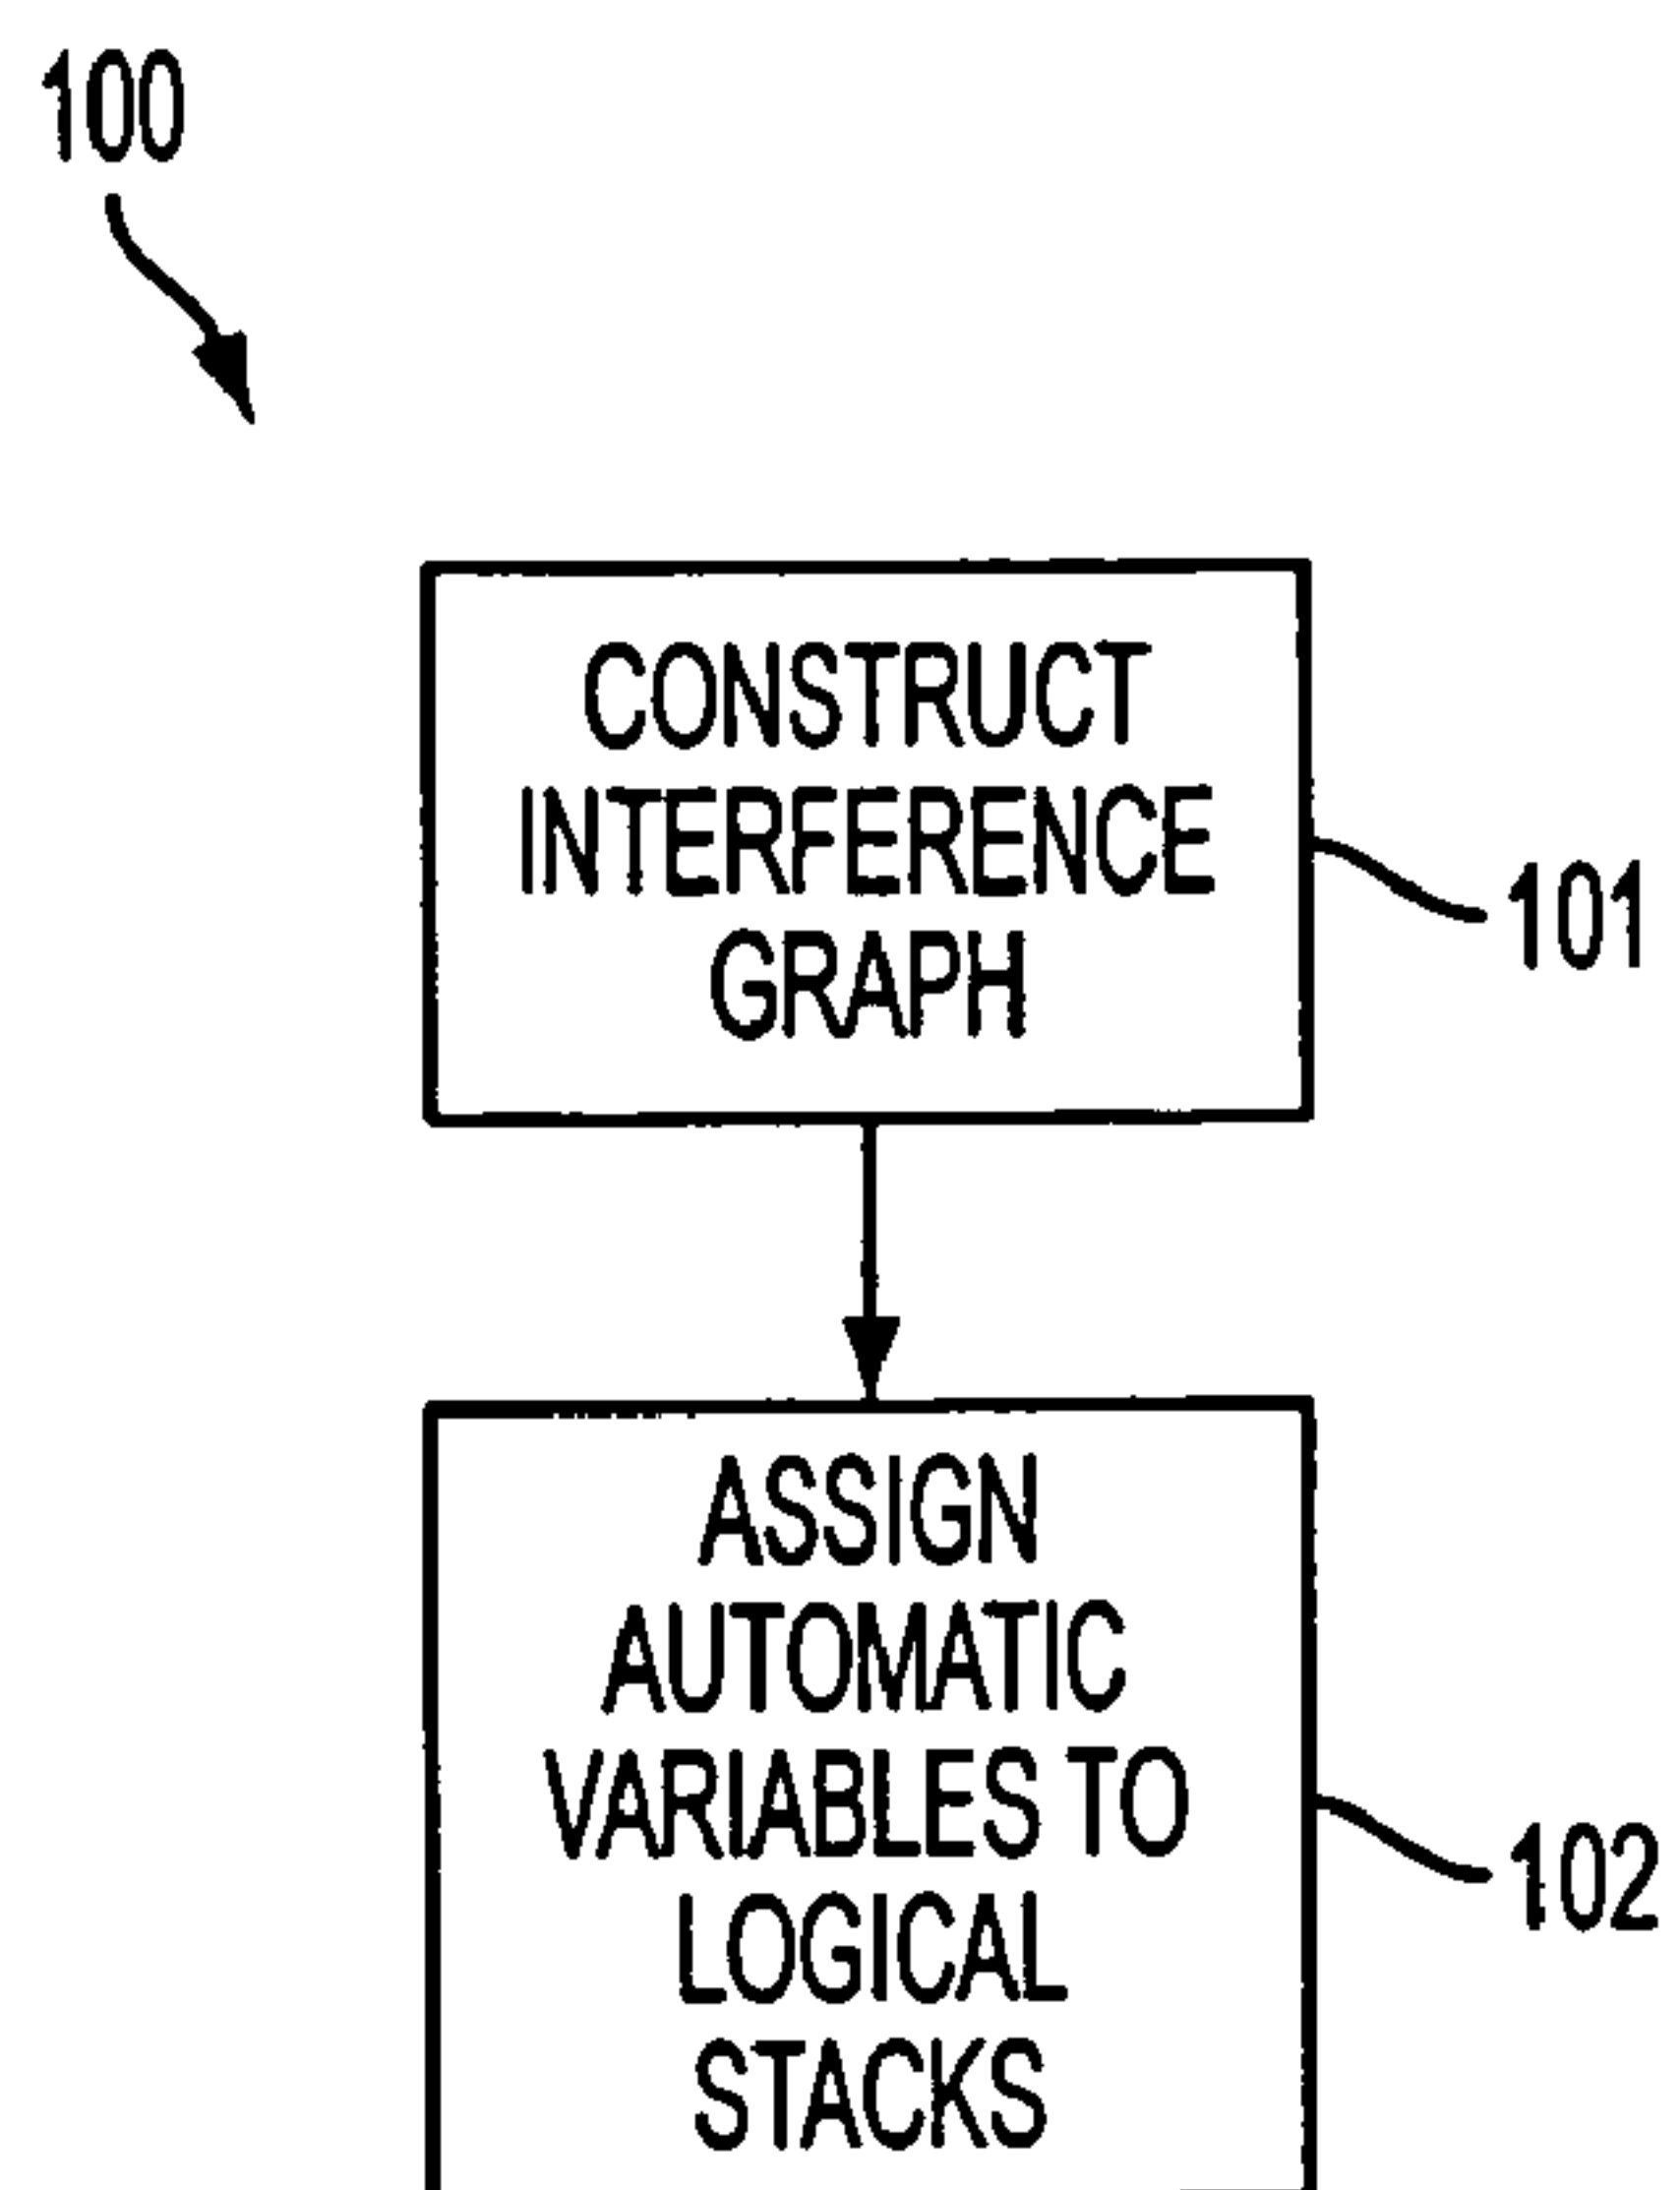 100
CONSTRUCT
INTERFERENCE
GRAPH
101
ASSIGN
AUTOMATIC
VARIABLES TO
LOGICAL
STACKS
102